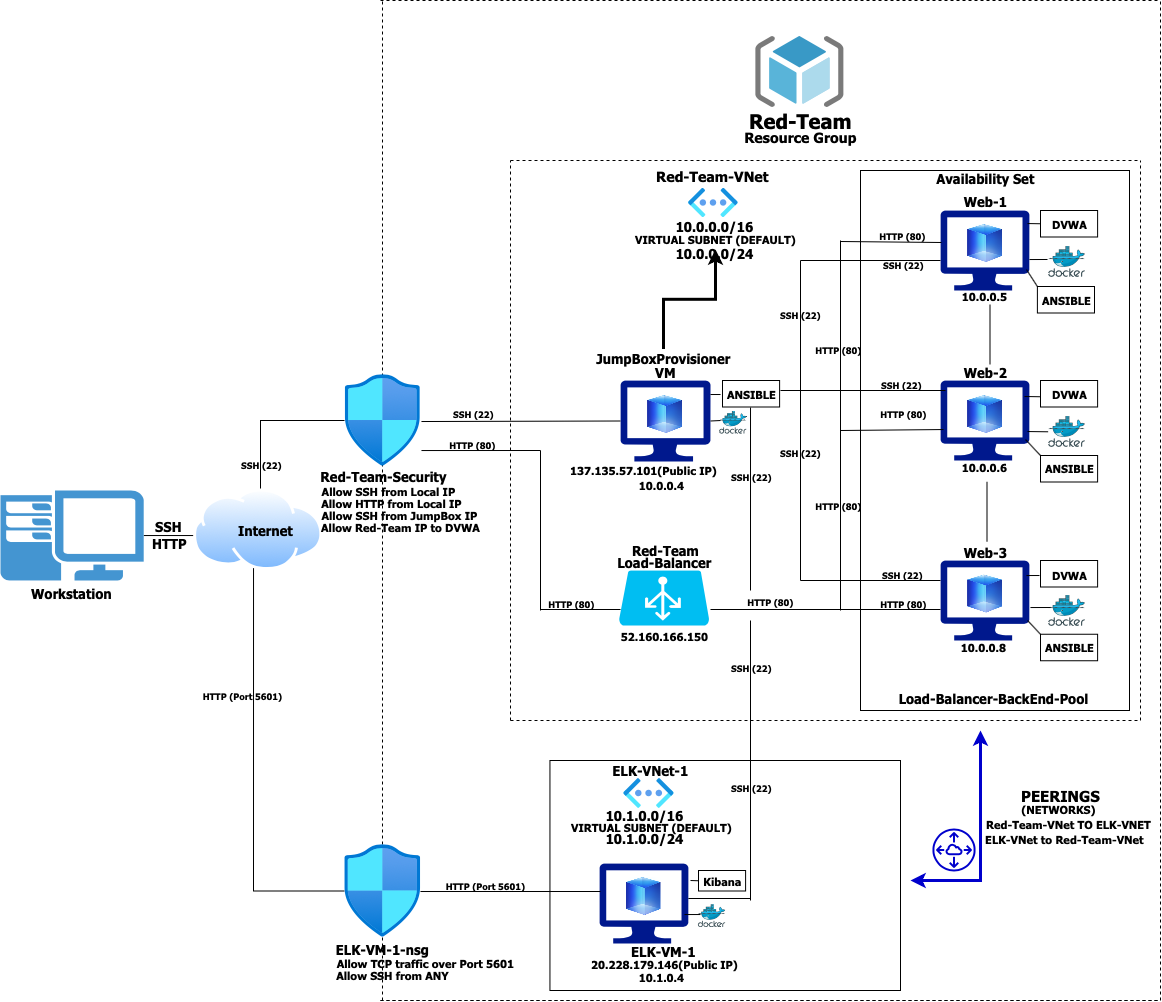 Red-Team
Resource Group
Red-Team-VNet
10.0.0.0/16
VIRTUAL SUBNET (DEFAULT)
10.0.0.0/24
Availability Set
Web-1
DVWA
docker
ANSIBLE
10.0.0.5
HTTP (80)
SSH (22)
SSH (22)
HTTP (80)
JumpBoxProvisioner
VM
ANSIBLE
docker
137.135.57.101(Public IP)
10.0.0.4
SSH (22)
Web-2
DVWA
docker
ANSIBLE
10.0.0.6
SSH (22)
HTTP (80)
SSH (22)
HTTP (80)
SSH (22)
HTTP (80)
SSH (22)
Red-Team-Security
Allow SSH from Local IP
Allow HTTP from Local IP
Allow SSH from JumpBox IP
Allow Red-Team IP to DVWA
Internet
SSH
HTTP
Workstation
Red-Team
Load-Balancer
52.160.166.150
HTTP (80)
HTTP (80)
Web-3
DVWA
docker
ANSIBLE
10.0.0.8
SSH (22)
HTTP (80)
SSH (22)
Load-Balancer-BackEnd-Pool
HTTP (Port 5601)
ELK-VNet-1
10.1.0.0/16
VIRTUAL SUBNET (DEFAULT)
10.1.0.0/24
SSH (22)
PEERINGS
(NETWORKS)
Red-Team-VNet TO ELK-VNET
ELK-VNet to Red-Team-VNet
HTTP (Port 5601)
Kibana
docker
ELK-VM-1
20.228.179.146(Public IP)
10.1.0.4
ELK-VM-1-nsg
Allow TCP traffic over Port 5601
Allow SSH from ANY